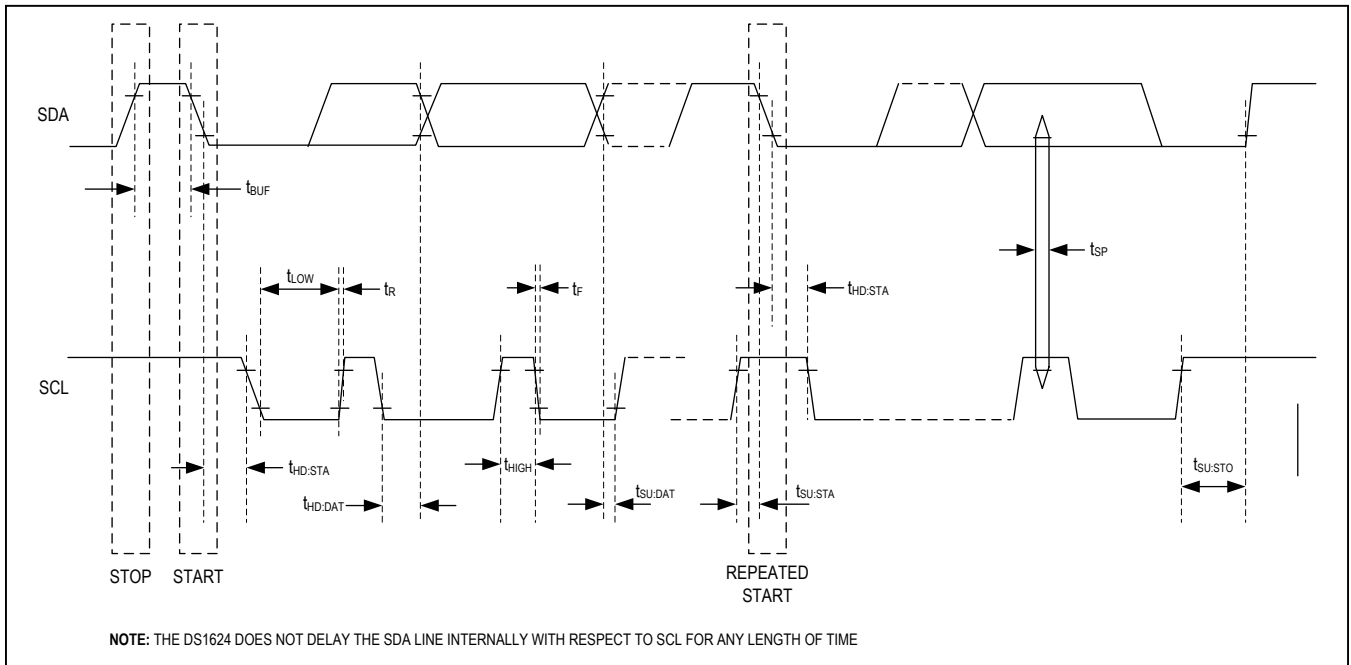 SDA
tBUF
tLOW
tR
tF
tHD:STA
tSP
SCL
tHD:STA
tHD:DAT
tHIGH
tSU:DAT
tSU:STA
tSU:STO
STOP
START
REPEATED
START
NOTE: THE DS1624 DOES NOT DELAY THE SDA LINE INTERNALLY WITH RESPECT TO SCL FOR ANY LENGTH OF TIME